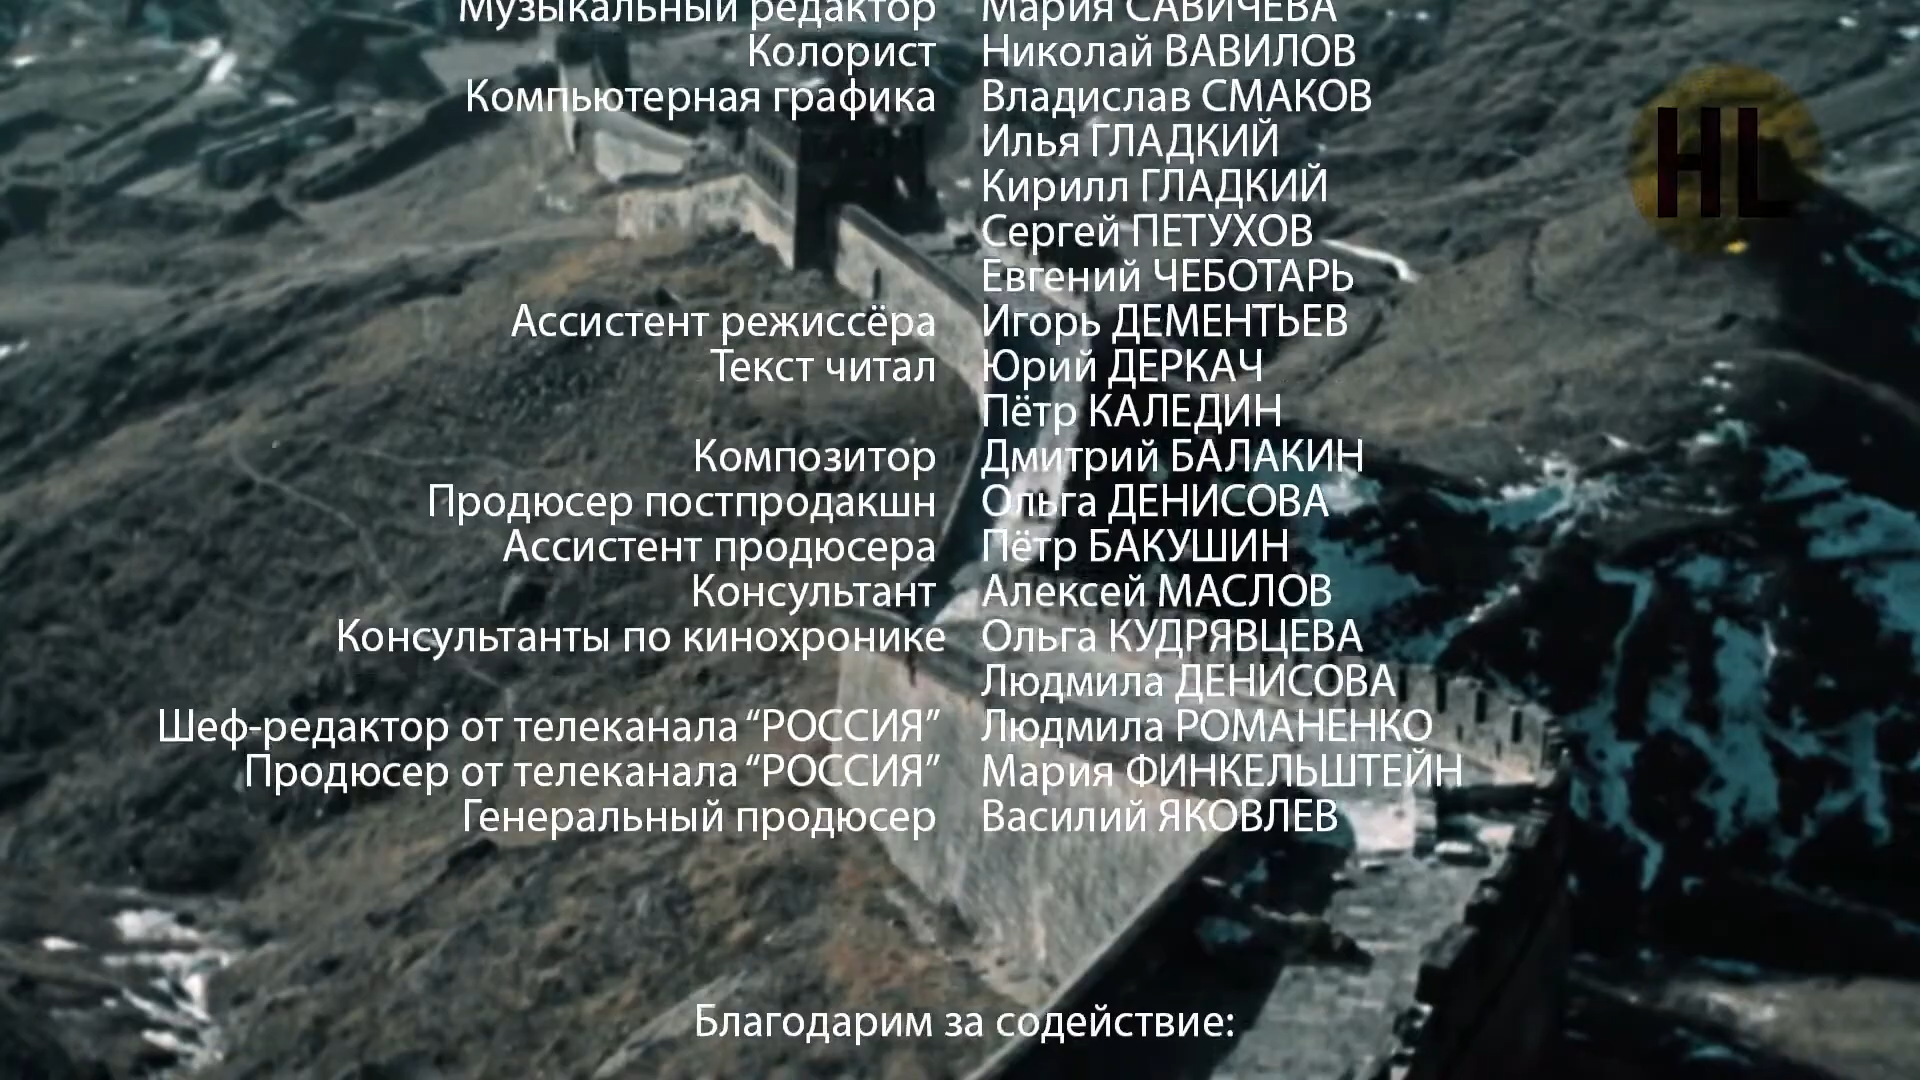 Музыкальный редактор Мария САВИЧЕВА
Колорист Николай ВАВИЛОВ
Компьютерная графика Владислав СМАКОВ
Илья ГЛАДКИЙ
Кирилл ГЛАДКИЙ
Сергей ПЕТУХОВ
Евгений ЧЕБОТАРЬ
Ассистент режиссёра Игорь ДЕМЕНТЬЕВ
Текст читал Юрий ДЕРКАЧ
Пётр КАЛЕДИН
Композитор Дмитрий БАЛАКИН
Продюсер постпродакшн Ольга ДЕНИСОВА
Ассистент продюсера Пётр БАКУШИН
Консультант Алексей МАСЛОВ
Консультанты по кинохронике Ольга КУДРЯВЦЕВА
Людмила ДЕНИСОВА
Шеф-редактор от телеканала “РОССИЯ” Людмила РОМАНЕНКО
Продюсер от телеканала “РОССИЯ” Мария ФИНКЕЛЬШТЕЙН
Генеральный продюсер Василий ЯКОВЛЕВ
Благодарим за содействие:
HL